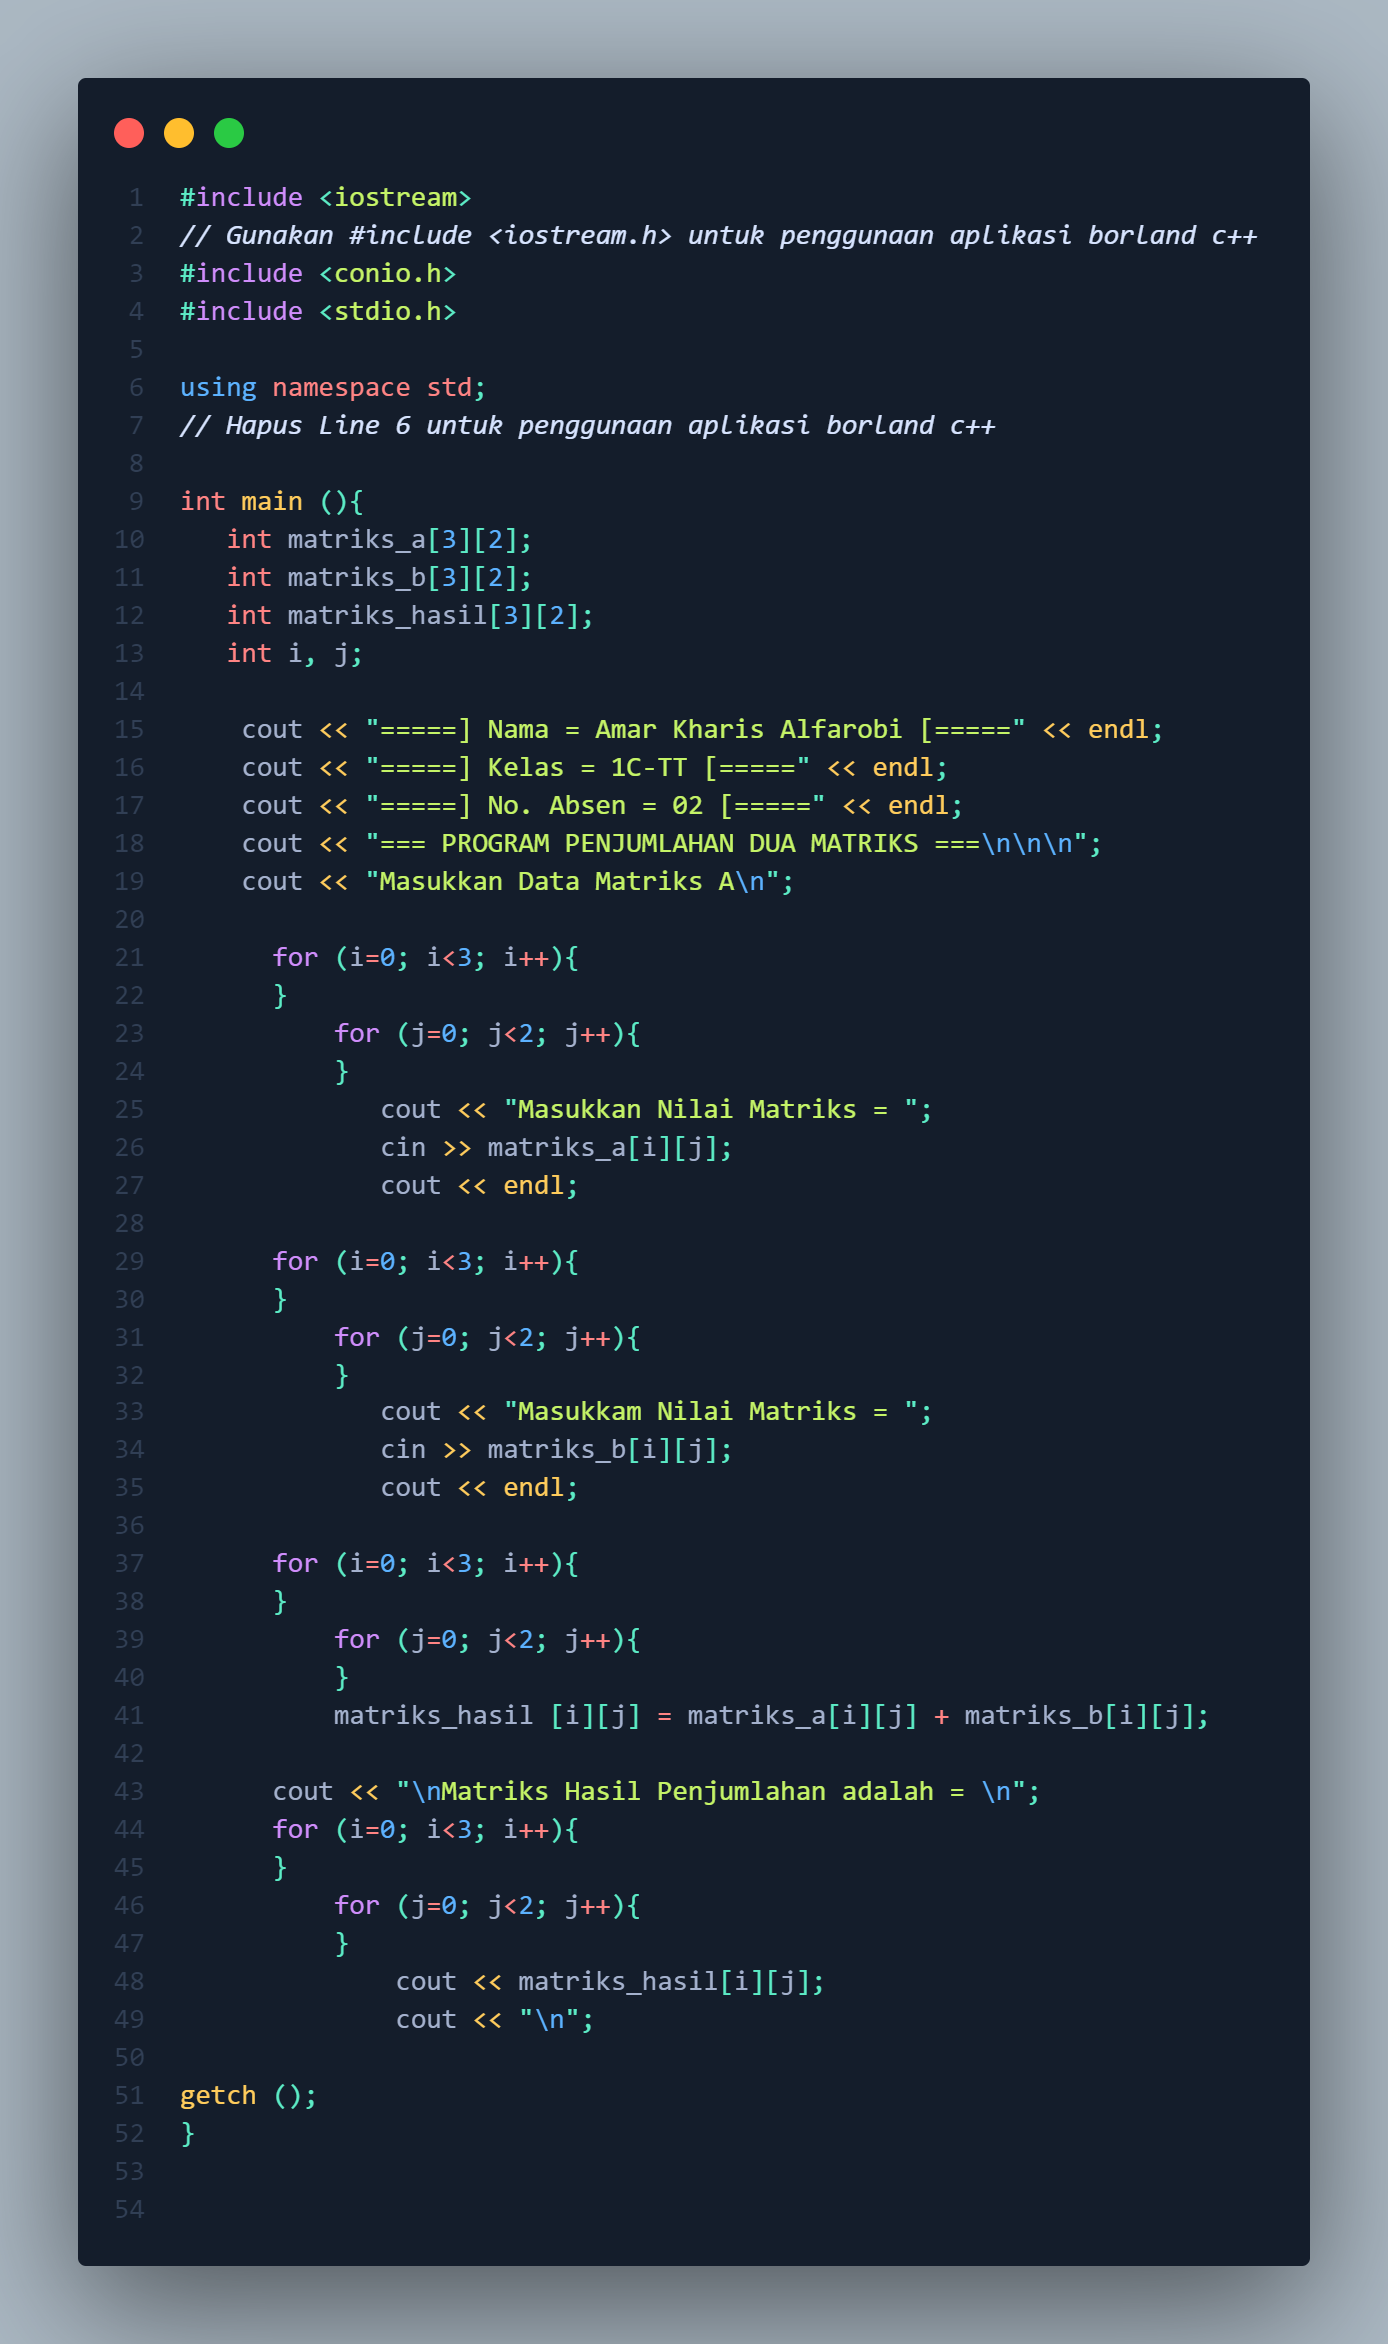 1 #include <iostream>
2 // Gunakan #include <iostream.h> untuk penggunaan aplikasi borland c++
3 #include <conio.h>
4 #include <stdio.h>
5
6 using namespace std;
7 // Hapus Line 6 untuk penggunaan aplikasi borland c++
8
9 int main (){
10    int matriks_a[3][2];
11    int matriks_b[3][2];
12    int matriks_hasil[3][2];
13    int i, j;
14
15     cout << "=====] Nama = Amar Kharis Alfarobi [=====" << endl;
16     cout << "=====] Kelas = 1C-TT [=====" << endl;
17     cout << "=====] No. Absen = 02 [=====" << endl;
18     cout << "=== PROGRAM PENJUMLAHAN DUA MATRIKS ===\n\n\n";
19     cout << "Masukkan Data Matriks A\n";
20
21       for (i=0; i<3; i++){
22       }
23           for (j=0; j<2; j++){
24           }
25              cout << "Masukkan Nilai Matriks = ";
26              cin >> matriks_a[i][j];
27              cout << endl;
28
29       for (i=0; i<3; i++){
30       }
31           for (j=0; j<2; j++){
32           }
33              cout << "Masukkam Nilai Matriks = ";
34              cin >> matriks_b[i][j];
35              cout << endl;
36
37       for (i=0; i<3; i++){
38       }
39           for (j=0; j<2; j++){
40           }
41           matriks_hasil [i][j] = matriks_a[i][j] + matriks_b[i][j];
42
43       cout << "\nMatriks Hasil Penjumlahan adalah = \n";
44       for (i=0; i<3; i++){
45       }
46           for (j=0; j<2; j++){
47           }
48               cout << matriks_hasil[i][j];
49               cout << "\n";
50
51 getch ();
52 }
53
54